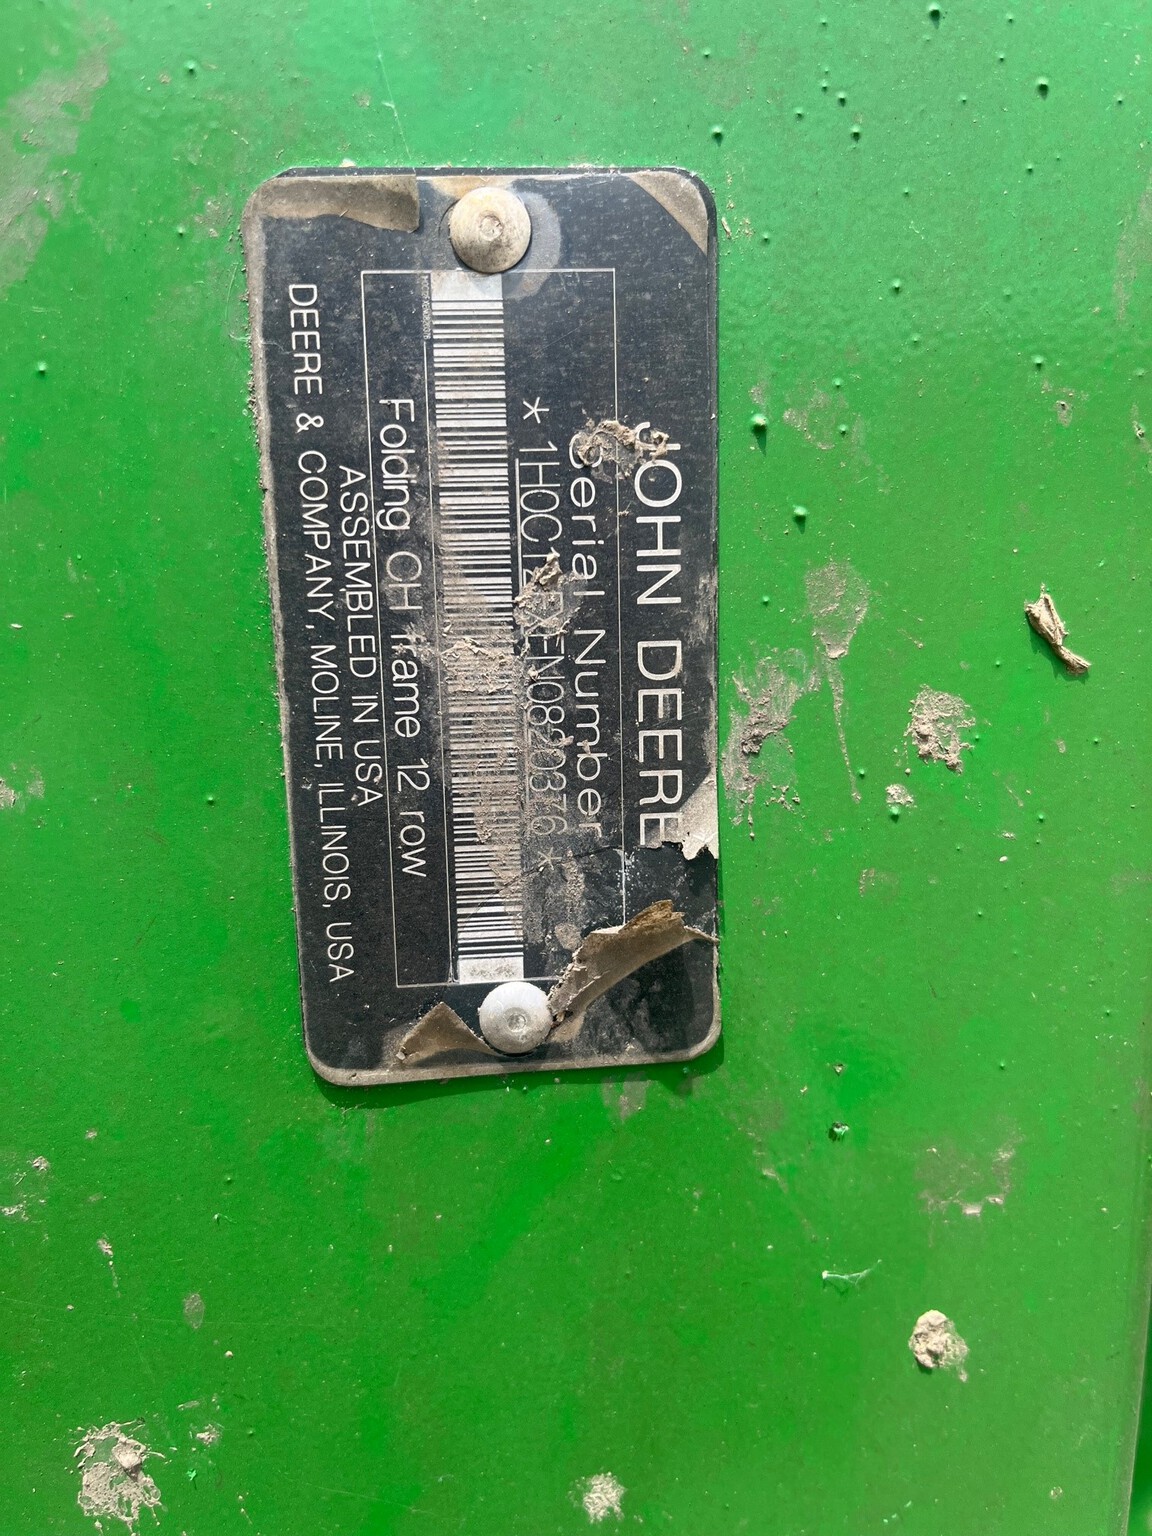 JOHN DEERE
Serial Number
Folding CH frame 12 row
ASSEMBLED IN USA
DEERE & COMPANY, MOLINE, ILLINOIS, USA